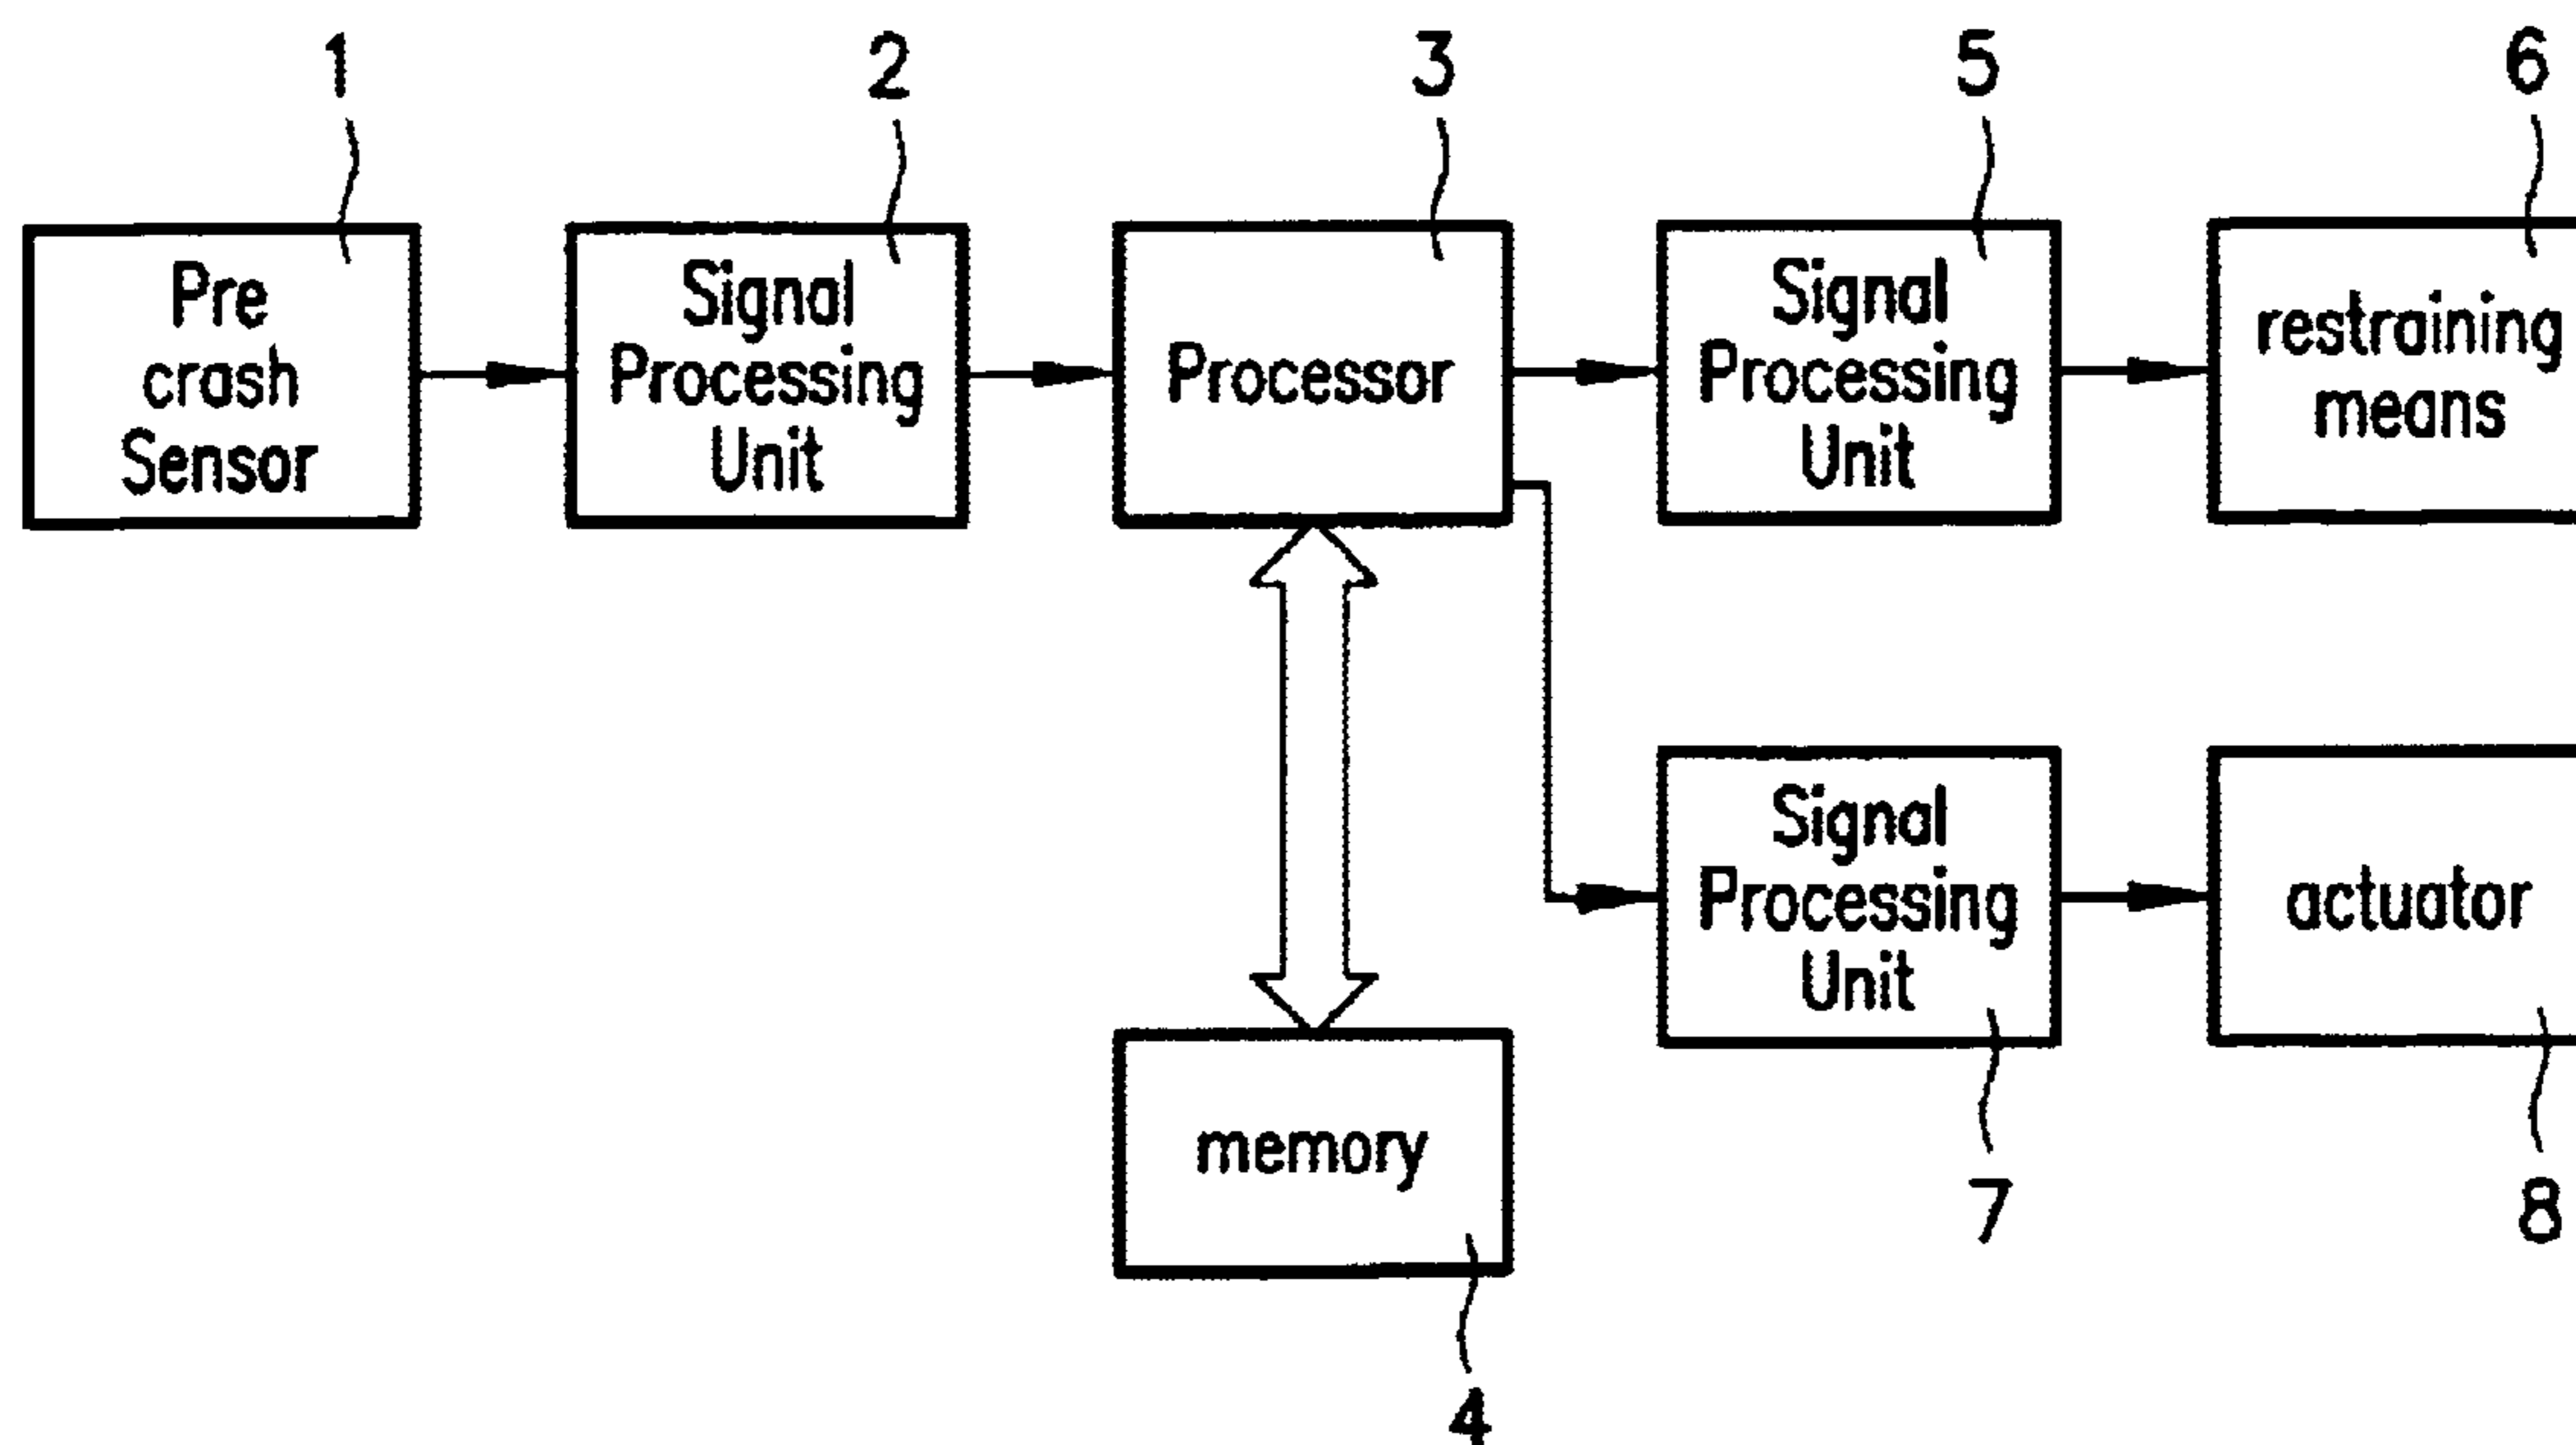 1
2
3
5
6
Pre
crash
Sensor
Signal
Processing
Unit
Processor
Signal
Processing
Unit
restraining
means
Signal
Processing
Unit
actuator
memory
7
8
4